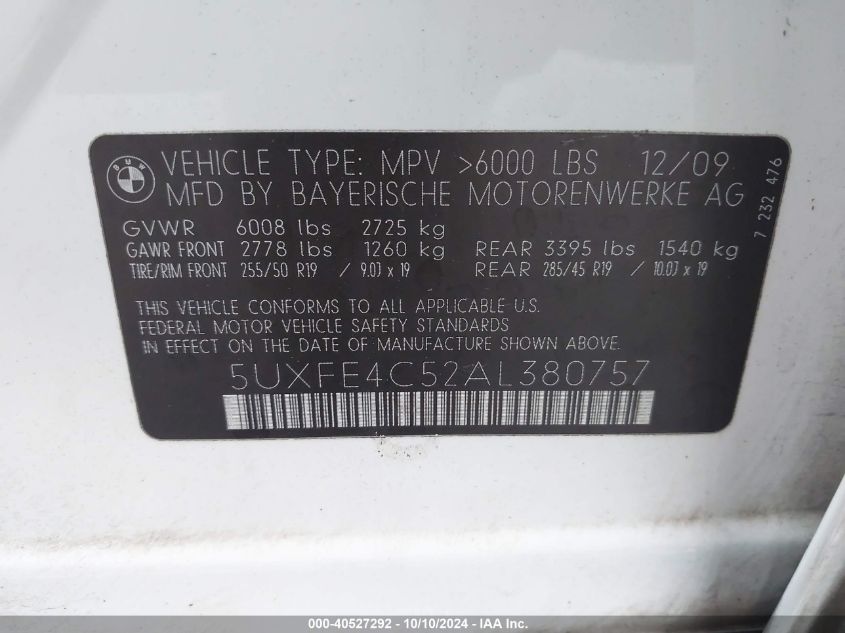 BMW
VEHICLE TYPE: MPV >6000 LBS 12/09
MFD BY BAYERISCHE MOTORENWERKE AG
GVWR 6008 lbs 2725 kg
GAWR FRONT 2778 lbs 1260 kg REAR 3395 lbs 1540 kg
TIRE/RIM FRONT 255/50 R19 / 9.0J x 19 REAR 285/45 R19 / 10.0J x 19
THIS VEHICLE CONFORMS TO ALL APPLICABLE U.S.
FEDERAL MOTOR VEHICLE SAFETY STANDARDS
IN EFFECT ON THE DATE OF MANUFACTURE SHOWN ABOVE.
5UXFE4C52AL380757
7 232 476
000-40527292 - 10/10/2024 - IAA Inc.